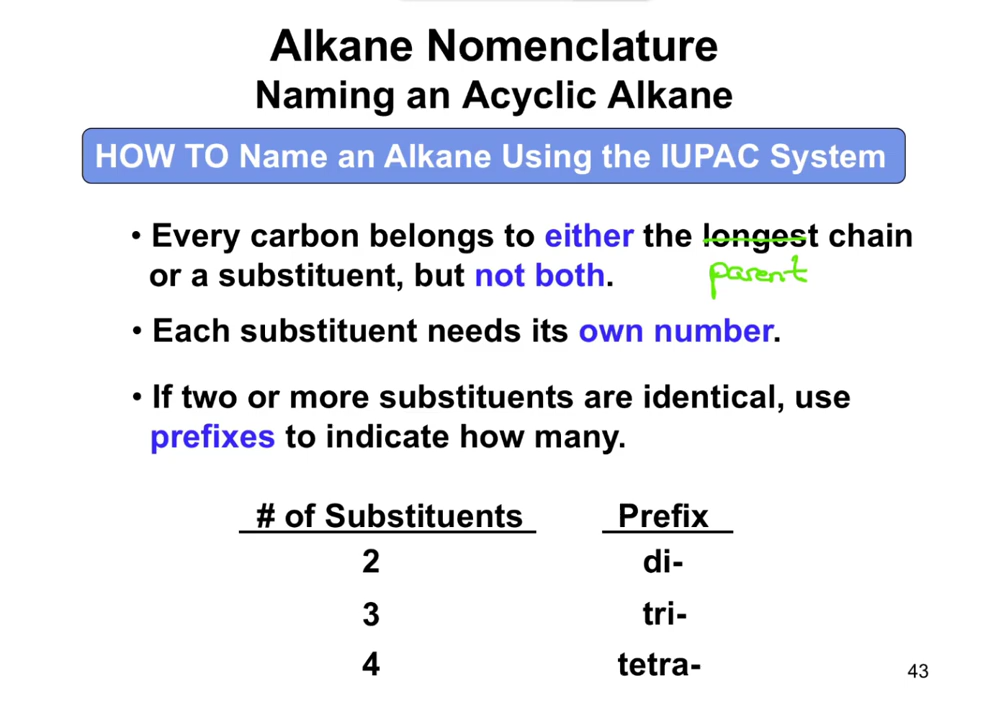 Alkane Nomenclature
Naming an Acyclic Alkane
HOW TO Name an Alkane Using the IUPAC System
• Every carbon belongs to either the longest chain
or a substituent, but not both.
parent
• Each substituent needs its own number.
• If two or more substituents are identical, use
prefixes to indicate how many.
# of Substituents Prefix
2 di-
3 tri-
4 tetra-
43